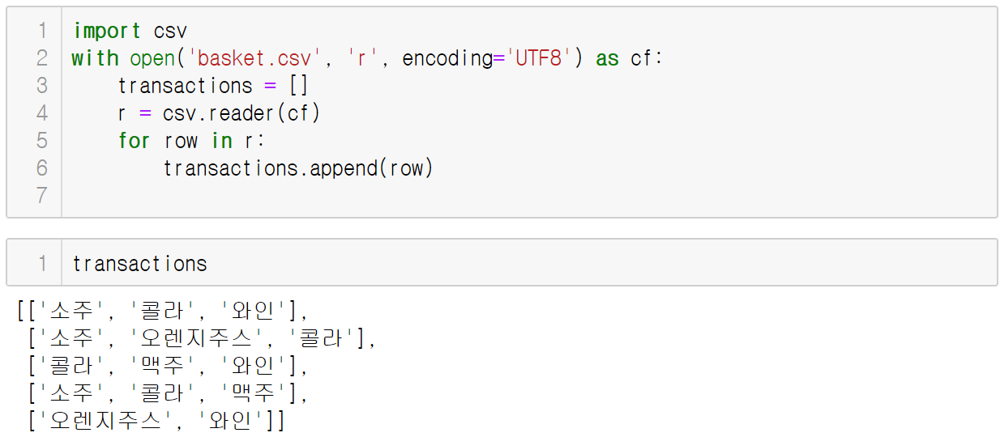 1 import csv
2 with open('basket.csv', 'r', encoding='UTF8') as cf:
3     transactions = []
4     r = csv.reader(cf)
5     for row in r:
6         transactions.append(row)
7
1 transactions
[['소주', '콜라', '와인'],
 ['소주', '오렌지주스', '콜라'],
 ['콜라', '맥주', '와인'],
 ['소주', '콜라', '맥주'],
 ['오렌지주스', '와인']]